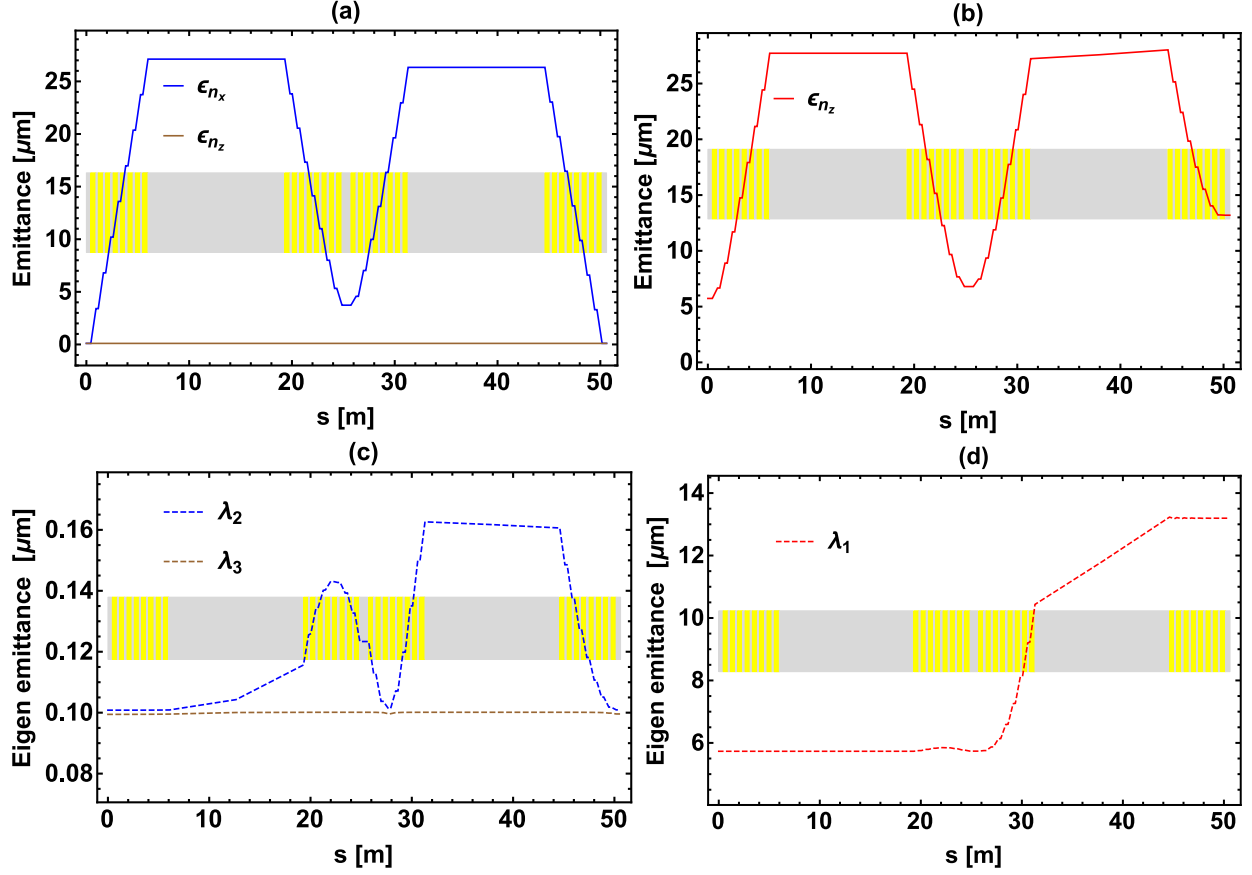 (a)
Emittance [μm]
25
20
15
10
5
0
ϵnx
ϵnz
0 10 20 30 40 50
s [m]
(b)
Emittance [μm]
25
20
15
10
5
0
ϵnz
0 10 20 30 40 50
s [m]
(c)
Eigen emittance [μm]
0.16
0.14
0.12
0.10
0.08
λ2
λ3
0 10 20 30 40 50
s [m]
(d)
Eigen emittance [μm]
14
12
10
8
6
λ1
0 10 20 30 40 50
s [m]